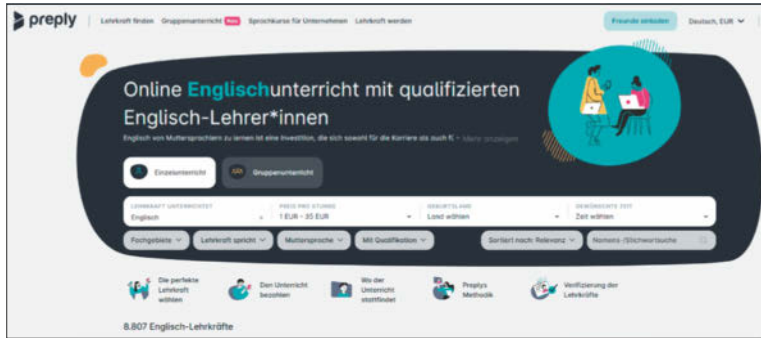 preply
Lehrkraft finden Gruppenunterricht Neu Sprachkurse für Unternehmen Lehrkraft werden
Freunde einladen Deutsch, EUR
Online Englischunterricht mit qualifizierten
Englisch-Lehrer*innen
Englisch von Muttersprachlern zu lernen ist eine Investition, die sich sowohl für die Karriere als auch f( Mehr anzeigen
Einzelunterricht Gruppenunterricht
LEHRKRAFT UNTERRICHTET PREIS PRO STUNDE GEBURTSLAND GEWÜNSCHTE ZEIT
Englisch 1 EUR - 35 EUR Land wählen Zeit wählen
Fachgebiete Lehrkraft spricht Muttersprache Mit Qualifikation Sortiert nach: Relevanz Namens-/Stichwortsuche
Die perfekte
Lehrkraft
wählen
Den Unterricht
bezahlen
Wo der
Unterricht
stattfindet
Preplys
Methodik
Verifizierung der
Lehrkräfte
8.807 Englisch-Lehrkräfte